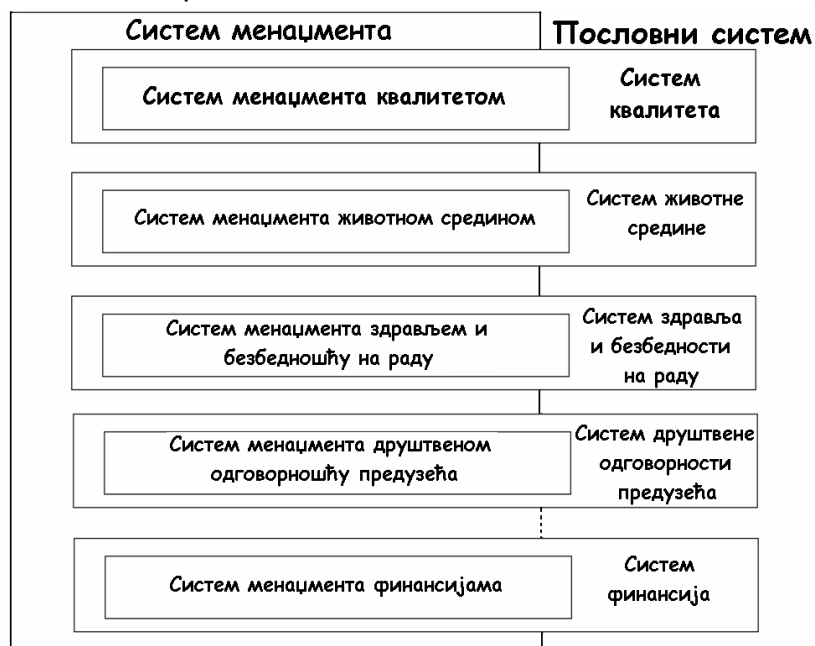 Систем менаџмента
Пословни систем
Систем менаџмента квалитетом
Систем
квалитета
Систем менаџмента животном средином
Систем животне
средине
Систем менаџмента здрављем и
безбедношћу на раду
Систем здравља
и безбедности
на раду
Систем менаџмента друштвеном
одговорношћу предузећа
Систем друштвене
одговорности
предузећа
Систем менаџмента финансијама
Систем
финансија